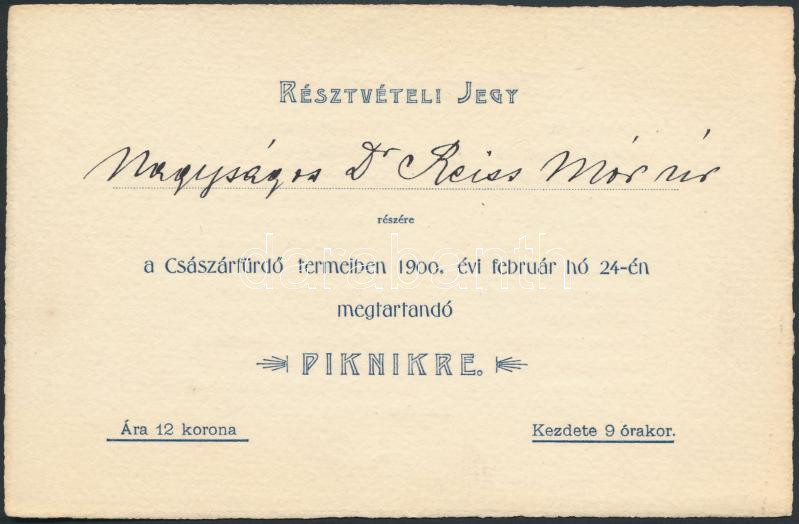 Résztvételi Jegy
Nagyságos Dr Reiss Mór úr
részére
a Császárfürdő termeiben 1900. évi február hó 24-én
megtartandó
PIKNIKRE.
Ára 12 korona
Kezdete 9 órakor.
darabanth